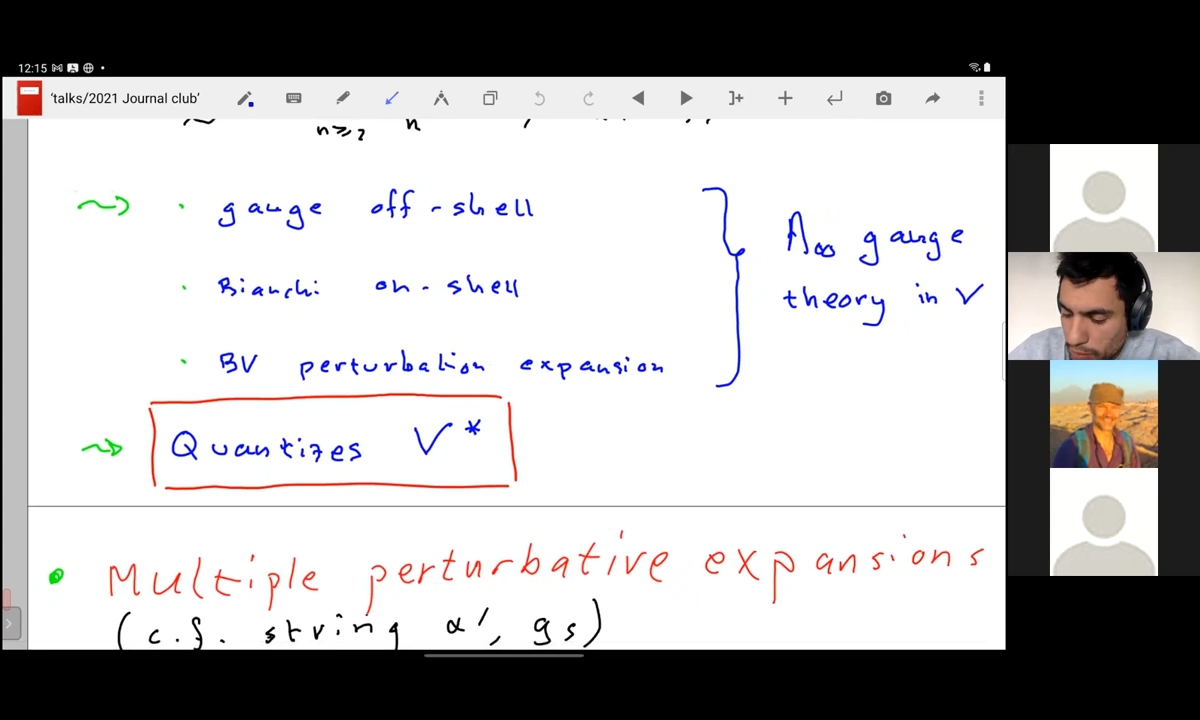 12:15
'talks/2021 Journal club'
n≥2 n
gauge off-shell
Bianchi on-shell
BV perturbation expansion
A∞ gauge
theory in V
Quantizes V*
Multiple perturbative expansions
(c.f. string α', gs)